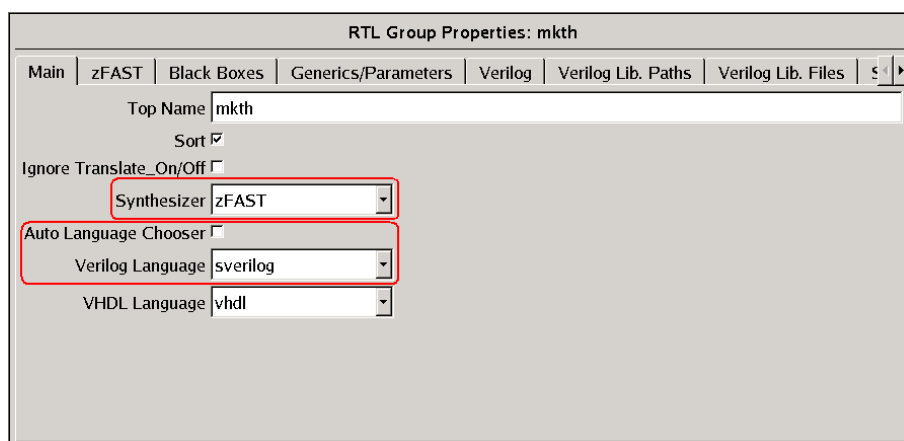 RTL Group Properties: mkth
Main zFAST Black Boxes Generics/Parameters Verilog Verilog Lib. Paths Verilog Lib. Files
Top Name mkth
Sort
Ignore Translate_On/Off
Synthesizer zFAST
Auto Language Chooser
Verilog Language sverilog
VHDL Language vhdl